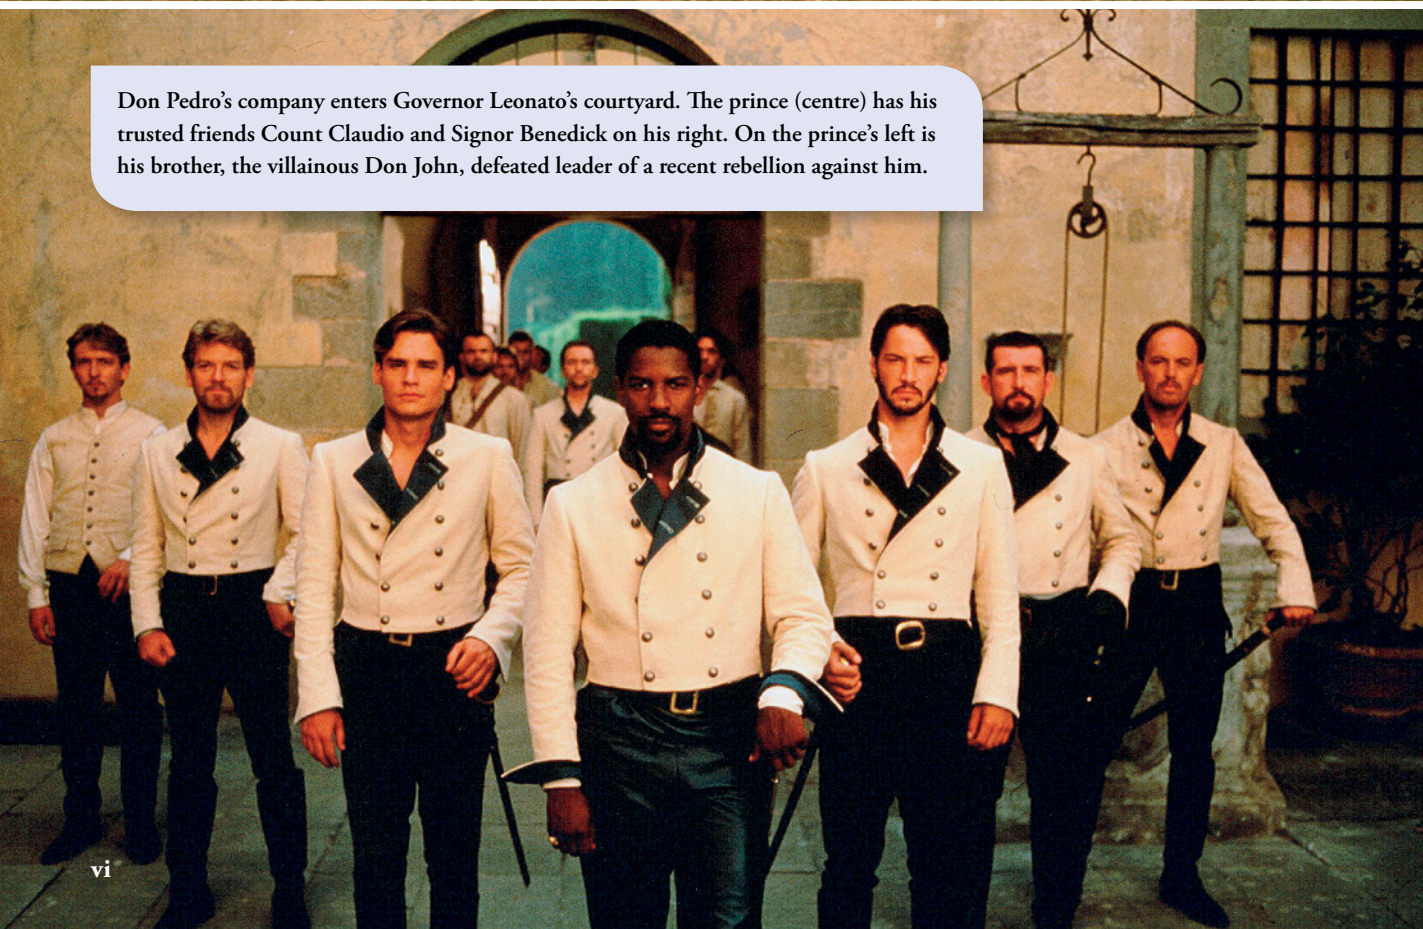 Don Pedro’s company enters Governor Leonato’s courtyard. The prince (centre) has his
trusted friends Count Claudio and Signor Benedick on his right. On the prince’s left is
his brother, the villainous Don John, defeated leader of a recent rebellion against him.
vi